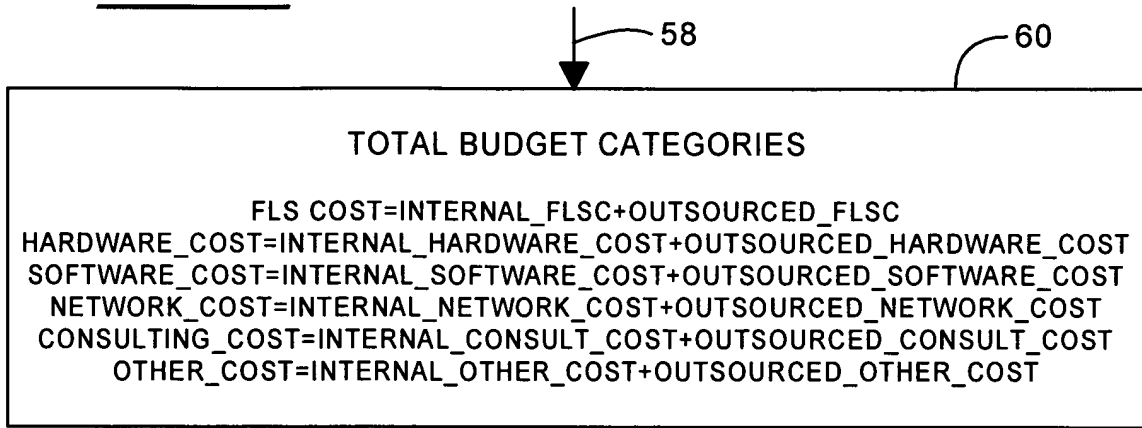 58
60
TOTAL BUDGET CATEGORIES
FLS COST=INTERNAL_FLSC+OUTSOURCED_FLSC
HARDWARE_COST=INTERNAL_HARDWARE_COST+OUTSOURCED_HARDWARE_COST
SOFTWARE_COST=INTERNAL_SOFTWARE_COST+OUTSOURCED_SOFTWARE_COST
NETWORK_COST=INTERNAL_NETWORK_COST+OUTSOURCED_NETWORK_COST
CONSULTING_COST=INTERNAL_CONSULT_COST+OUTSOURCED_CONSULT_COST
OTHER_COST=INTERNAL_OTHER_COST+OUTSOURCED_OTHER_COST